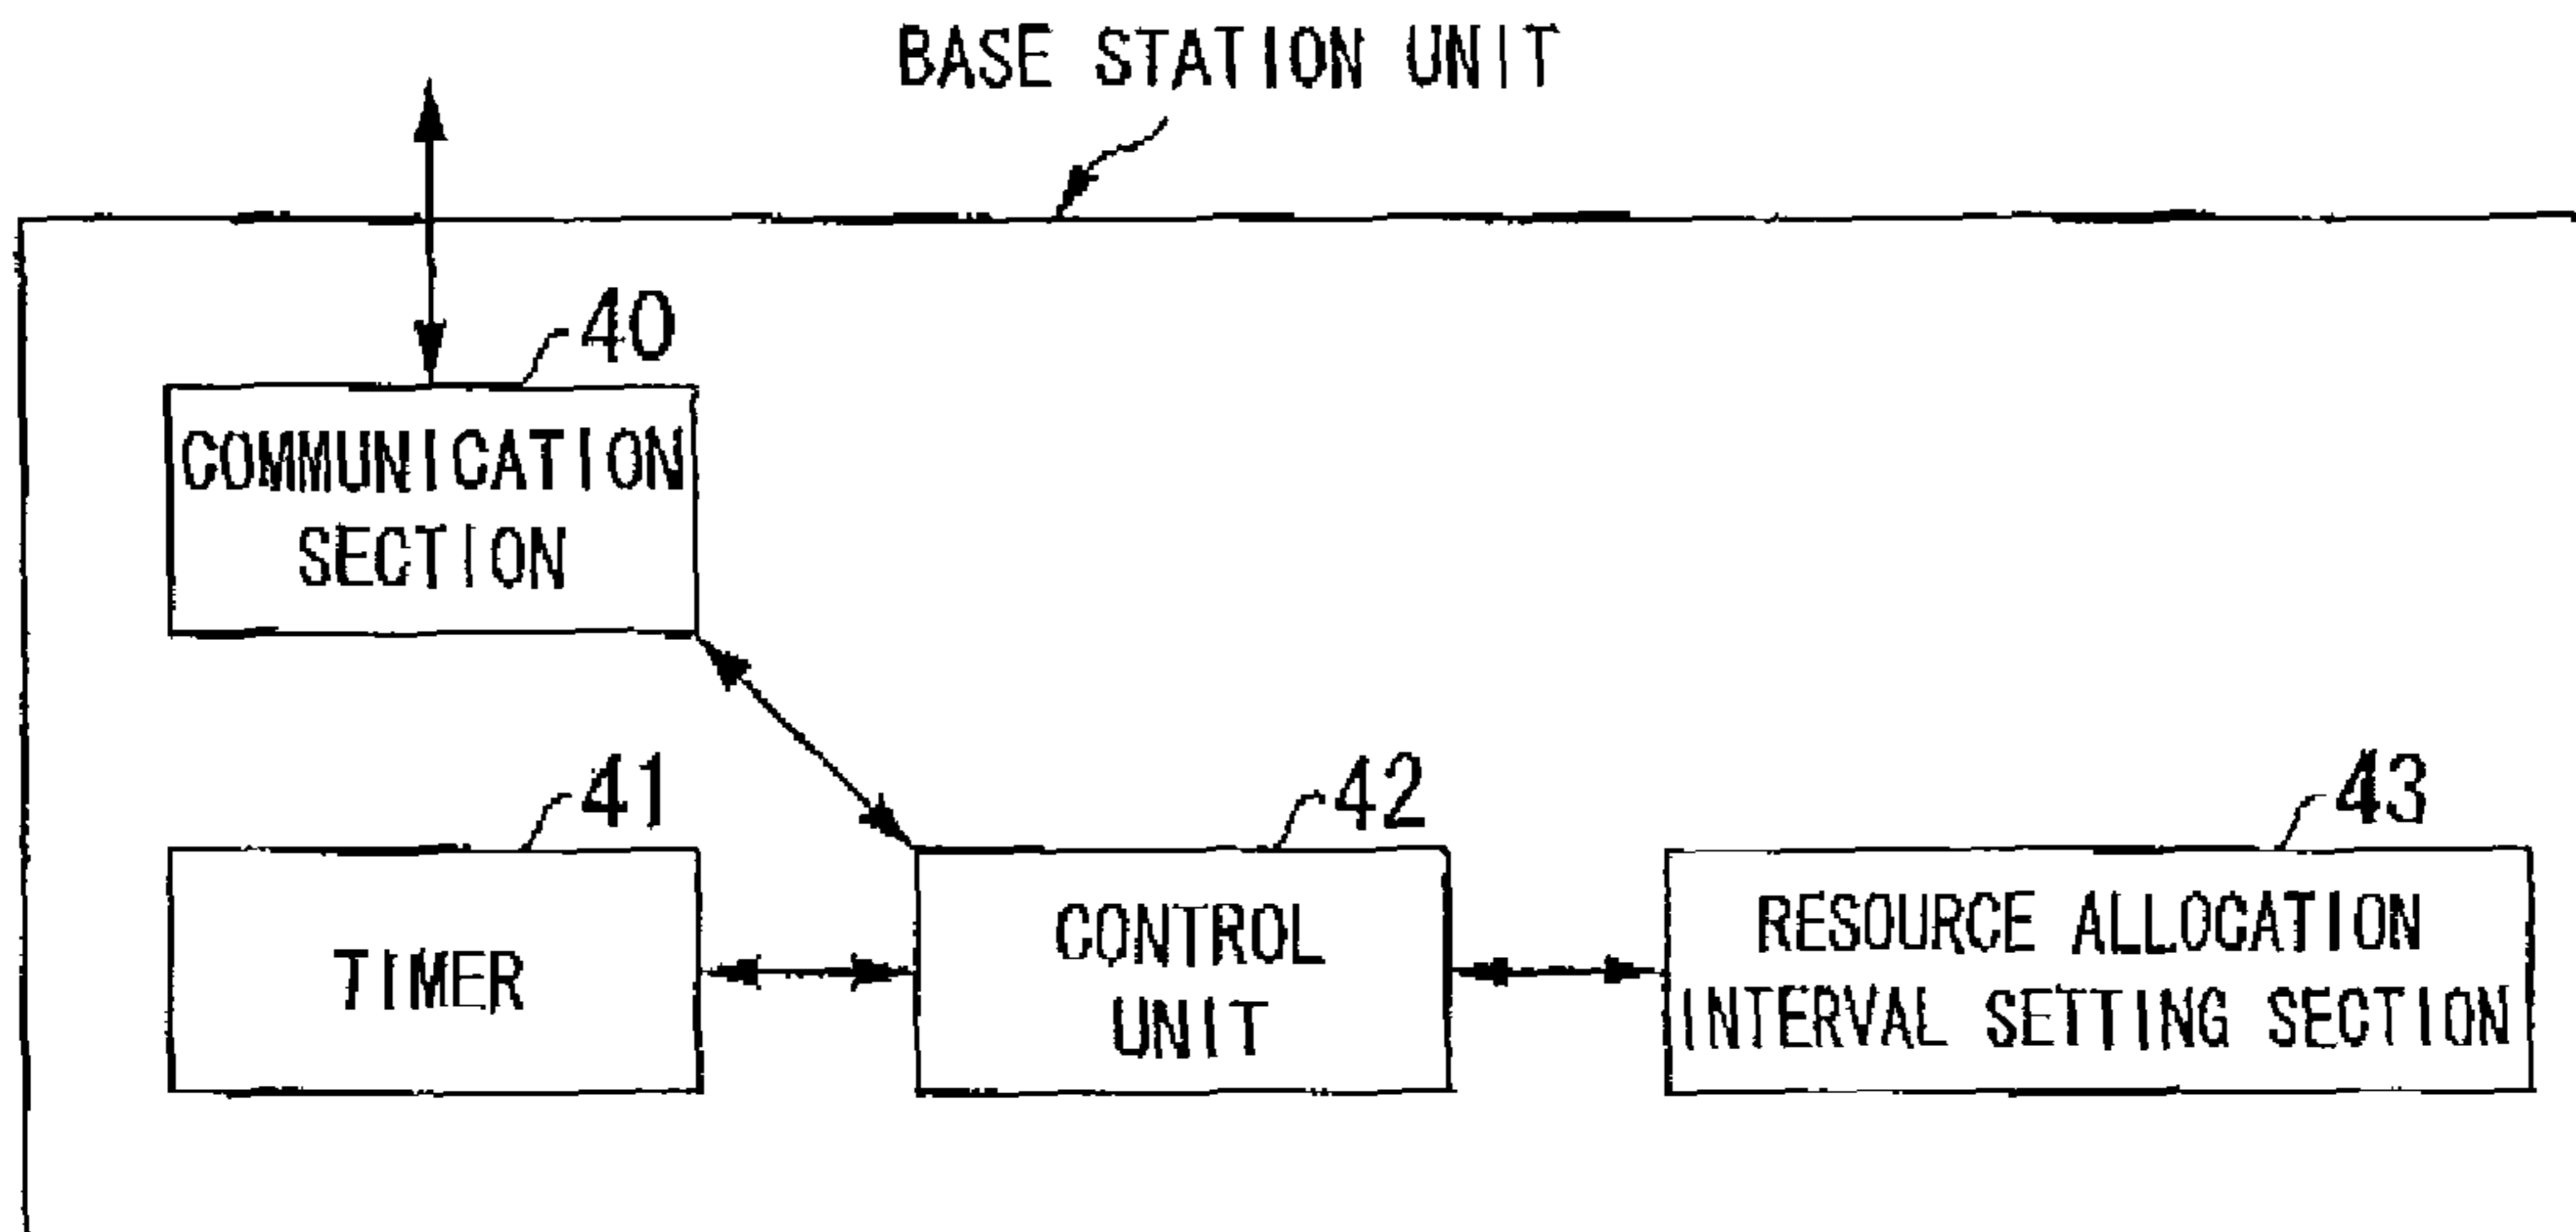 BASE STATION UNIT
40
COMMUNICATION
SECTION
41
TIMER
42
CONTROL
UNIT
43
RESOURCE ALLOCATION
INTERVAL SETTING SECTION